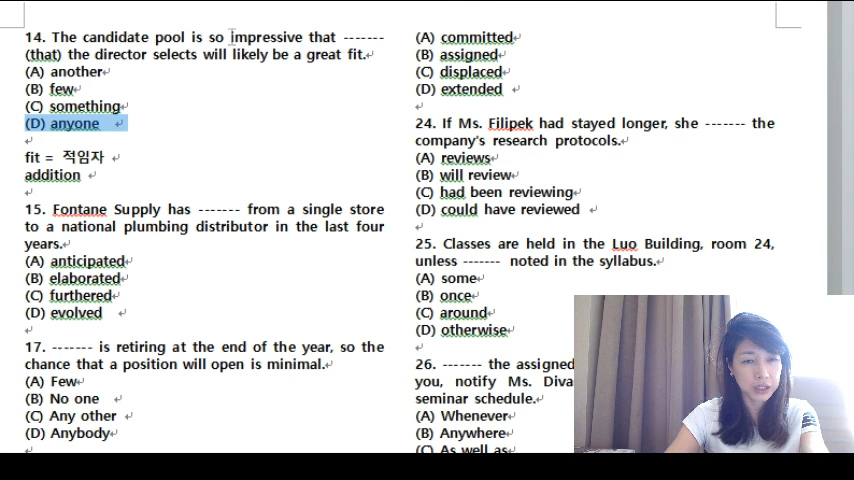 14. The candidate pool is so impressive that -------
(that) the director selects will likely be a great fit.
(A) another
(B) few
(C) something
(D) anyone
fit = 적임자
addition
15. Fontane Supply has ------- from a single store
to a national plumbing distributor in the last four
years.
(A) anticipated
(B) elaborated
(C) furthered
(D) evolved
17. ------- is retiring at the end of the year, so the
chance that a position will open is minimal.
(A) Few
(B) No one
(C) Any other
(D) Anybody
(A) committed
(B) assigned
(C) displaced
(D) extended
24. If Ms. Filipek had stayed longer, she ------- the
company's research protocols.
(A) reviews
(B) will review
(C) had been reviewing
(D) could have reviewed
25. Classes are held in the Luo Building, room 24,
unless ------- noted in the syllabus.
(A) some
(B) once
(C) around
(D) otherwise
26. ------- the assigned
you, notify Ms. Diva
seminar schedule.
(A) Whenever
(B) Anywhere
(C) As well as